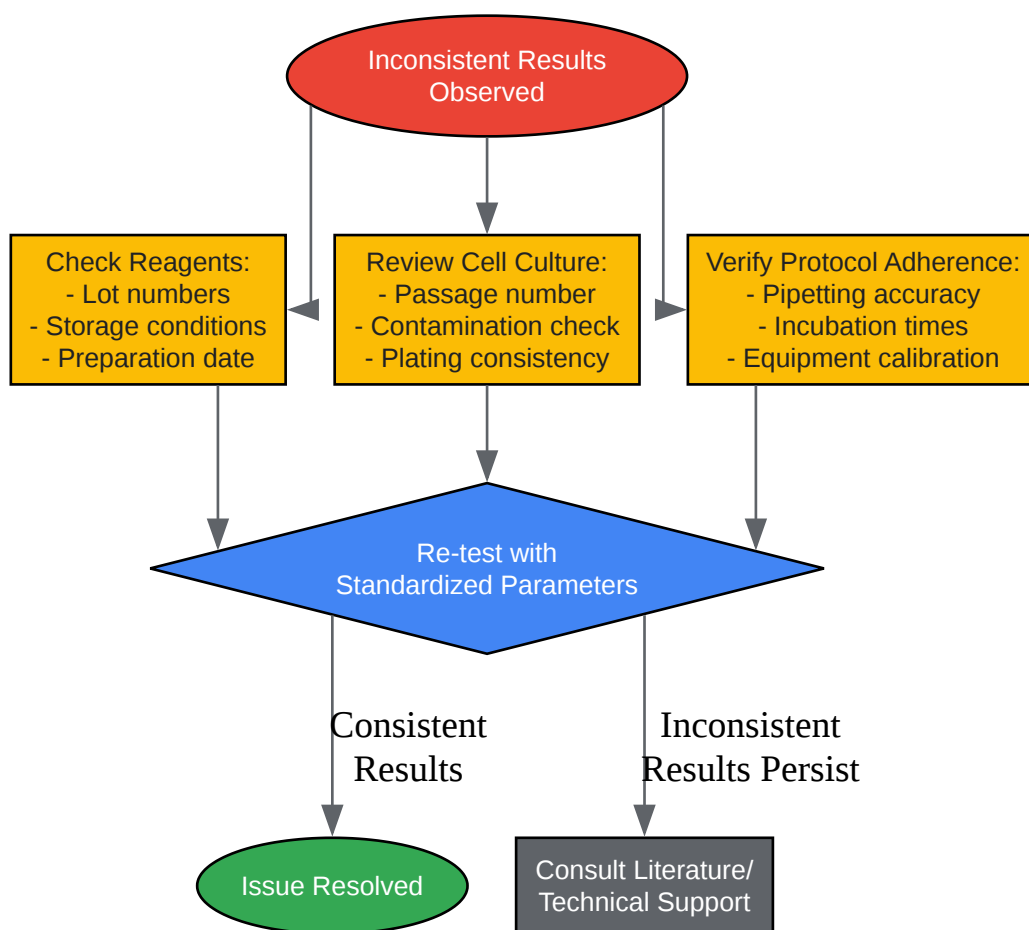 Inconsistent Results
Observed
Check Reagents:
- Lot numbers
- Storage conditions
- Preparation date
Review Cell Culture:
- Passage number
- Contamination check
- Plating consistency
Verify Protocol Adherence:
- Pipetting accuracy
- Incubation times
- Equipment calibration
Re-test with
Standardized Parameters
Consistent
Results
Inconsistent
Results Persist
Issue Resolved
Consult Literature/
Technical Support